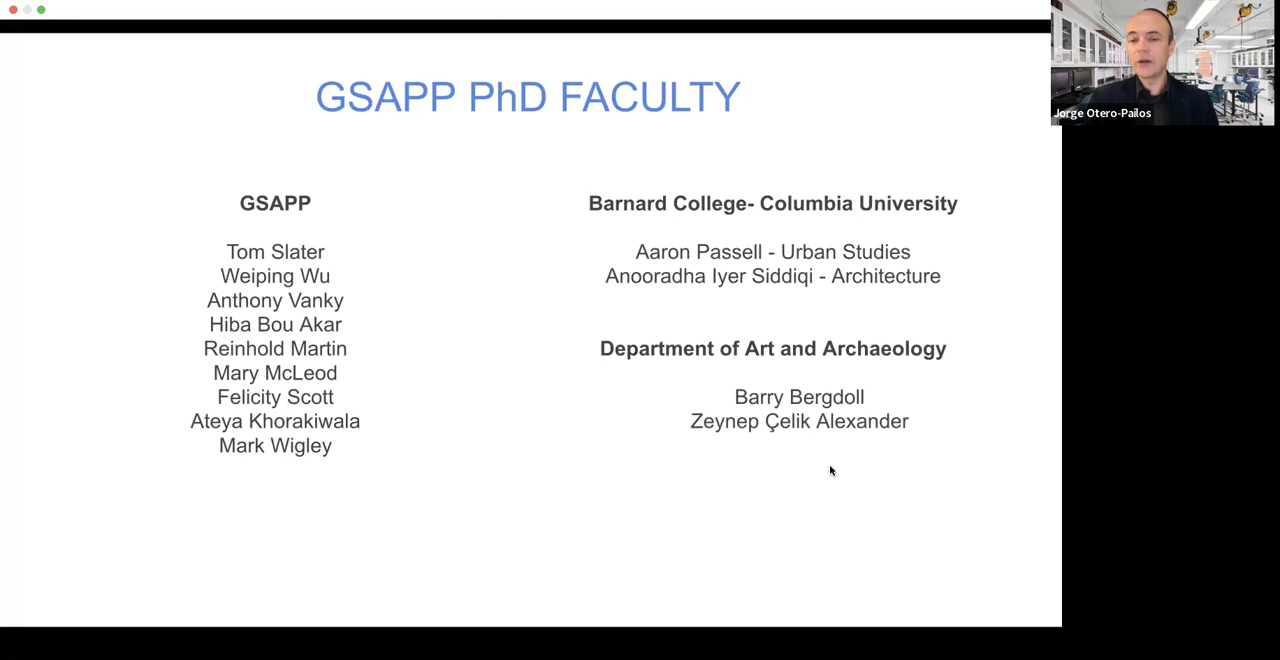 GSAPP PhD FACULTY
Jorge Otero-Pailos
GSAPP
Tom Slater
Weiping Wu
Anthony Vanky
Hiba Bou Akar
Reinhold Martin
Mary McLeod
Felicity Scott
Ateya Khorakiwala
Mark Wigley
Barnard College- Columbia University
Aaron Passell - Urban Studies
Anooradha Iyer Siddiqi - Architecture
Department of Art and Archaeology
Barry Bergdoll
Zeynep Çelik Alexander